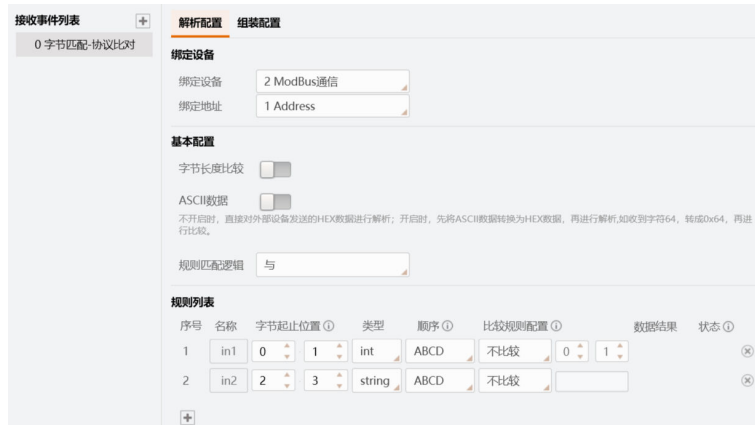 接收事件列表
0 字节匹配-协议比对
解析配置 组装配置
绑定设备
绑定设备 2 ModBus通信
绑定地址 1 Address
基本配置
字节长度比较
ASCII数据
不开启时，直接对外部设备发送的HEX数据进行解析；开启时，先将ASCII数据转换为HEX数据，再进行解析,如收到字符64，转成0x64，再进
行比较。
规则匹配逻辑 与
规则列表
序号 名称 字节起止位置 类型 顺序 比较规则配置 数据结果 状态
1 in1 0 1 int ABCD 不比较 0 1
2 in2 2 3 string ABCD 不比较